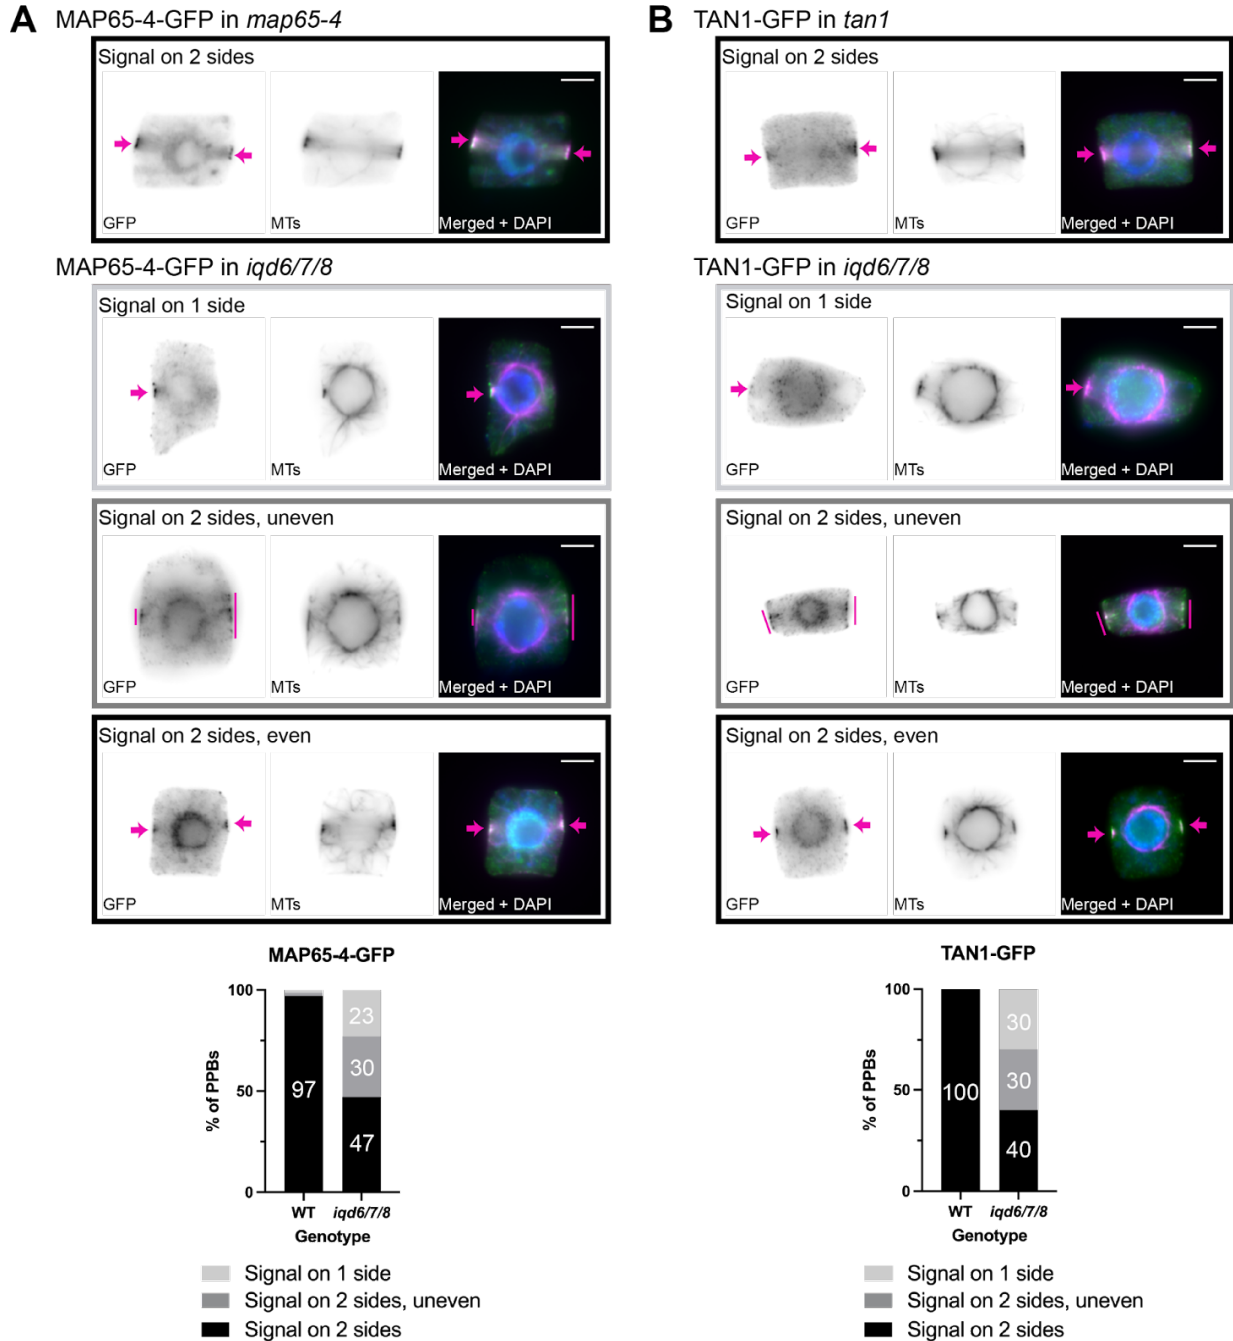 A MAP65-4-GFP in map65-4
Signal on 2 sides
GFP MTs Merged + DAPI
MAP65-4-GFP in iqd6/7/8
Signal on 1 side
GFP MTs Merged + DAPI
Signal on 2 sides, uneven
GFP MTs Merged + DAPI
Signal on 2 sides, even
GFP MTs Merged + DAPI
MAP65-4-GFP
% of PPBs
100
50
0
97
23
30
47
WT iqd6/7/8
Genotype
Signal on 1 side
Signal on 2 sides, uneven
Signal on 2 sides
B TAN1-GFP in tan1
Signal on 2 sides
GFP MTs Merged + DAPI
TAN1-GFP in iqd6/7/8
Signal on 1 side
GFP MTs Merged + DAPI
Signal on 2 sides, uneven
GFP MTs Merged + DAPI
Signal on 2 sides, even
GFP MTs Merged + DAPI
TAN1-GFP
% of PPBs
100
50
0
100
30
30
40
WT iqd6/7/8
Genotype
Signal on 1 side
Signal on 2 sides, uneven
Signal on 2 sides